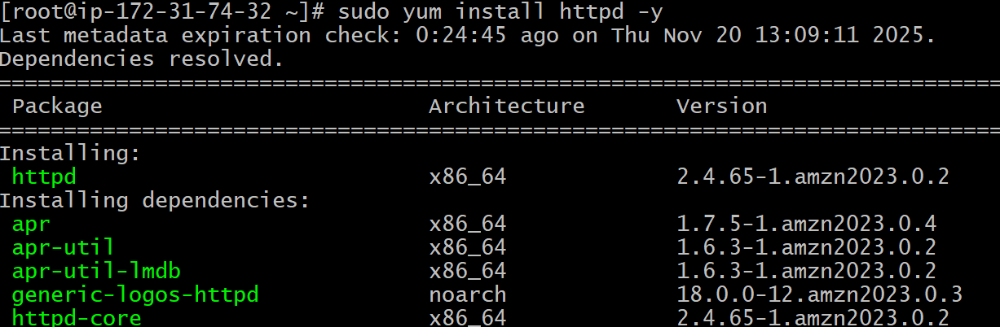 [root@ip-172-31-74-32 ~]# sudo yum install httpd -y
Last metadata expiration check: 0:24:45 ago on Thu Nov 20 13:09:11 2025.
Dependencies resolved.
================================================================================
Package Architecture Version
================================================================================
Installing:
httpd x86_64 2.4.65-1.amzn2023.0.2
Installing dependencies:
apr x86_64 1.7.5-1.amzn2023.0.4
apr-util x86_64 1.6.3-1.amzn2023.0.2
apr-util-lmdb x86_64 1.6.3-1.amzn2023.0.2
generic-logos-httpd noarch 18.0.0-12.amzn2023.0.3
httpd-core x86_64 2.4.65-1.amzn2023.0.2